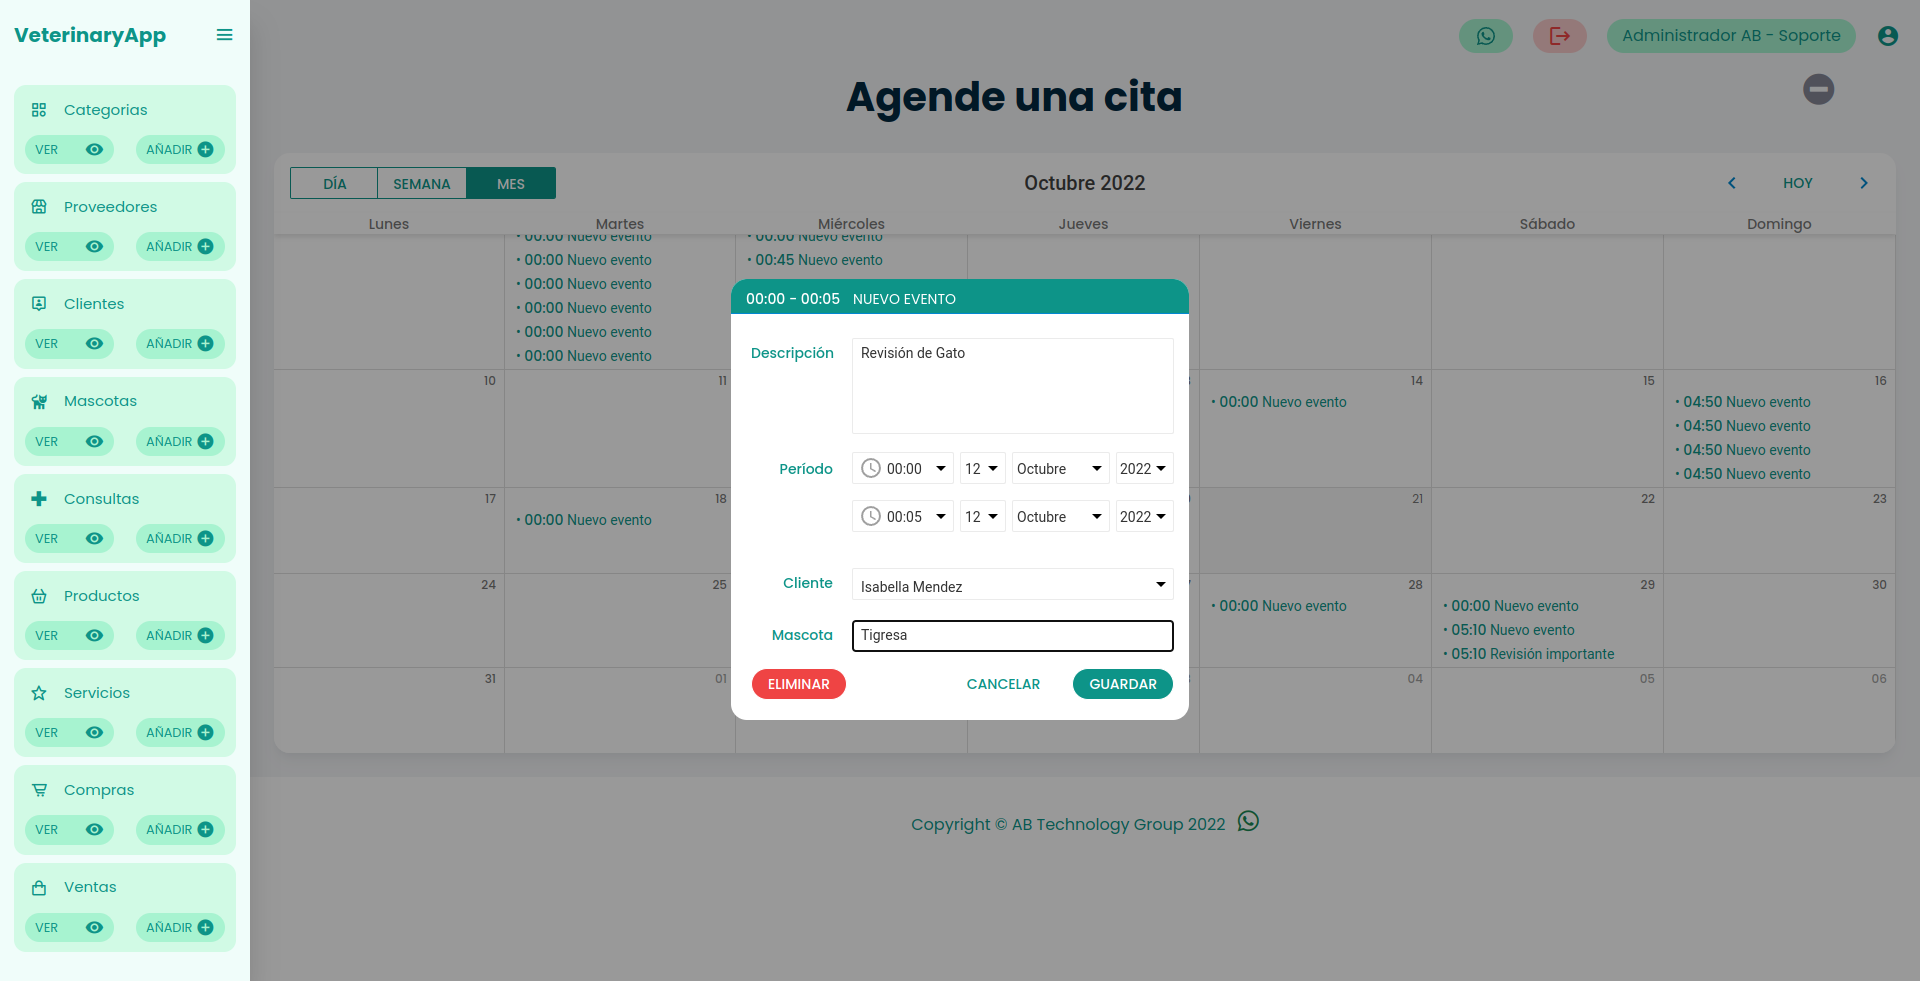 VeterinaryApp
Categorias
VER AÑADIR
Proveedores
VER AÑADIR
Clientes
VER AÑADIR
Mascotas
VER AÑADIR
Consultas
VER AÑADIR
Productos
VER AÑADIR
Servicios
VER AÑADIR
Compras
VER AÑADIR
Ventas
VER AÑADIR
Administrador AB - Soporte
Agende una cita
DÍA SEMANA MES Octubre 2022 HOY
Lunes Martes Miércoles Jueves Viernes Sábado Domingo
• 00:00 Nuevo evento • 00:00 Nuevo evento
• 00:00 Nuevo evento • 00:45 Nuevo evento
• 00:00 Nuevo evento
• 00:00 Nuevo evento
• 00:00 Nuevo evento
• 00:00 Nuevo evento
10 11 14 15 16
• 00:00 Nuevo evento • 04:50 Nuevo evento
• 04:50 Nuevo evento
• 04:50 Nuevo evento
• 04:50 Nuevo evento
17 18 21 22 23
• 00:00 Nuevo evento
24 25 28 29 30
• 00:00 Nuevo evento • 00:00 Nuevo evento
• 05:10 Nuevo evento
• 05:10 Revisión importante
31 01 04 05 06
00:00 - 00:05 NUEVO EVENTO
Descripción Revisión de Gato
Período 00:00 12 Octubre 2022
00:05 12 Octubre 2022
Cliente Isabella Mendez
Mascota Tigresa
ELIMINAR CANCELAR GUARDAR
Copyright © AB Technology Group 2022